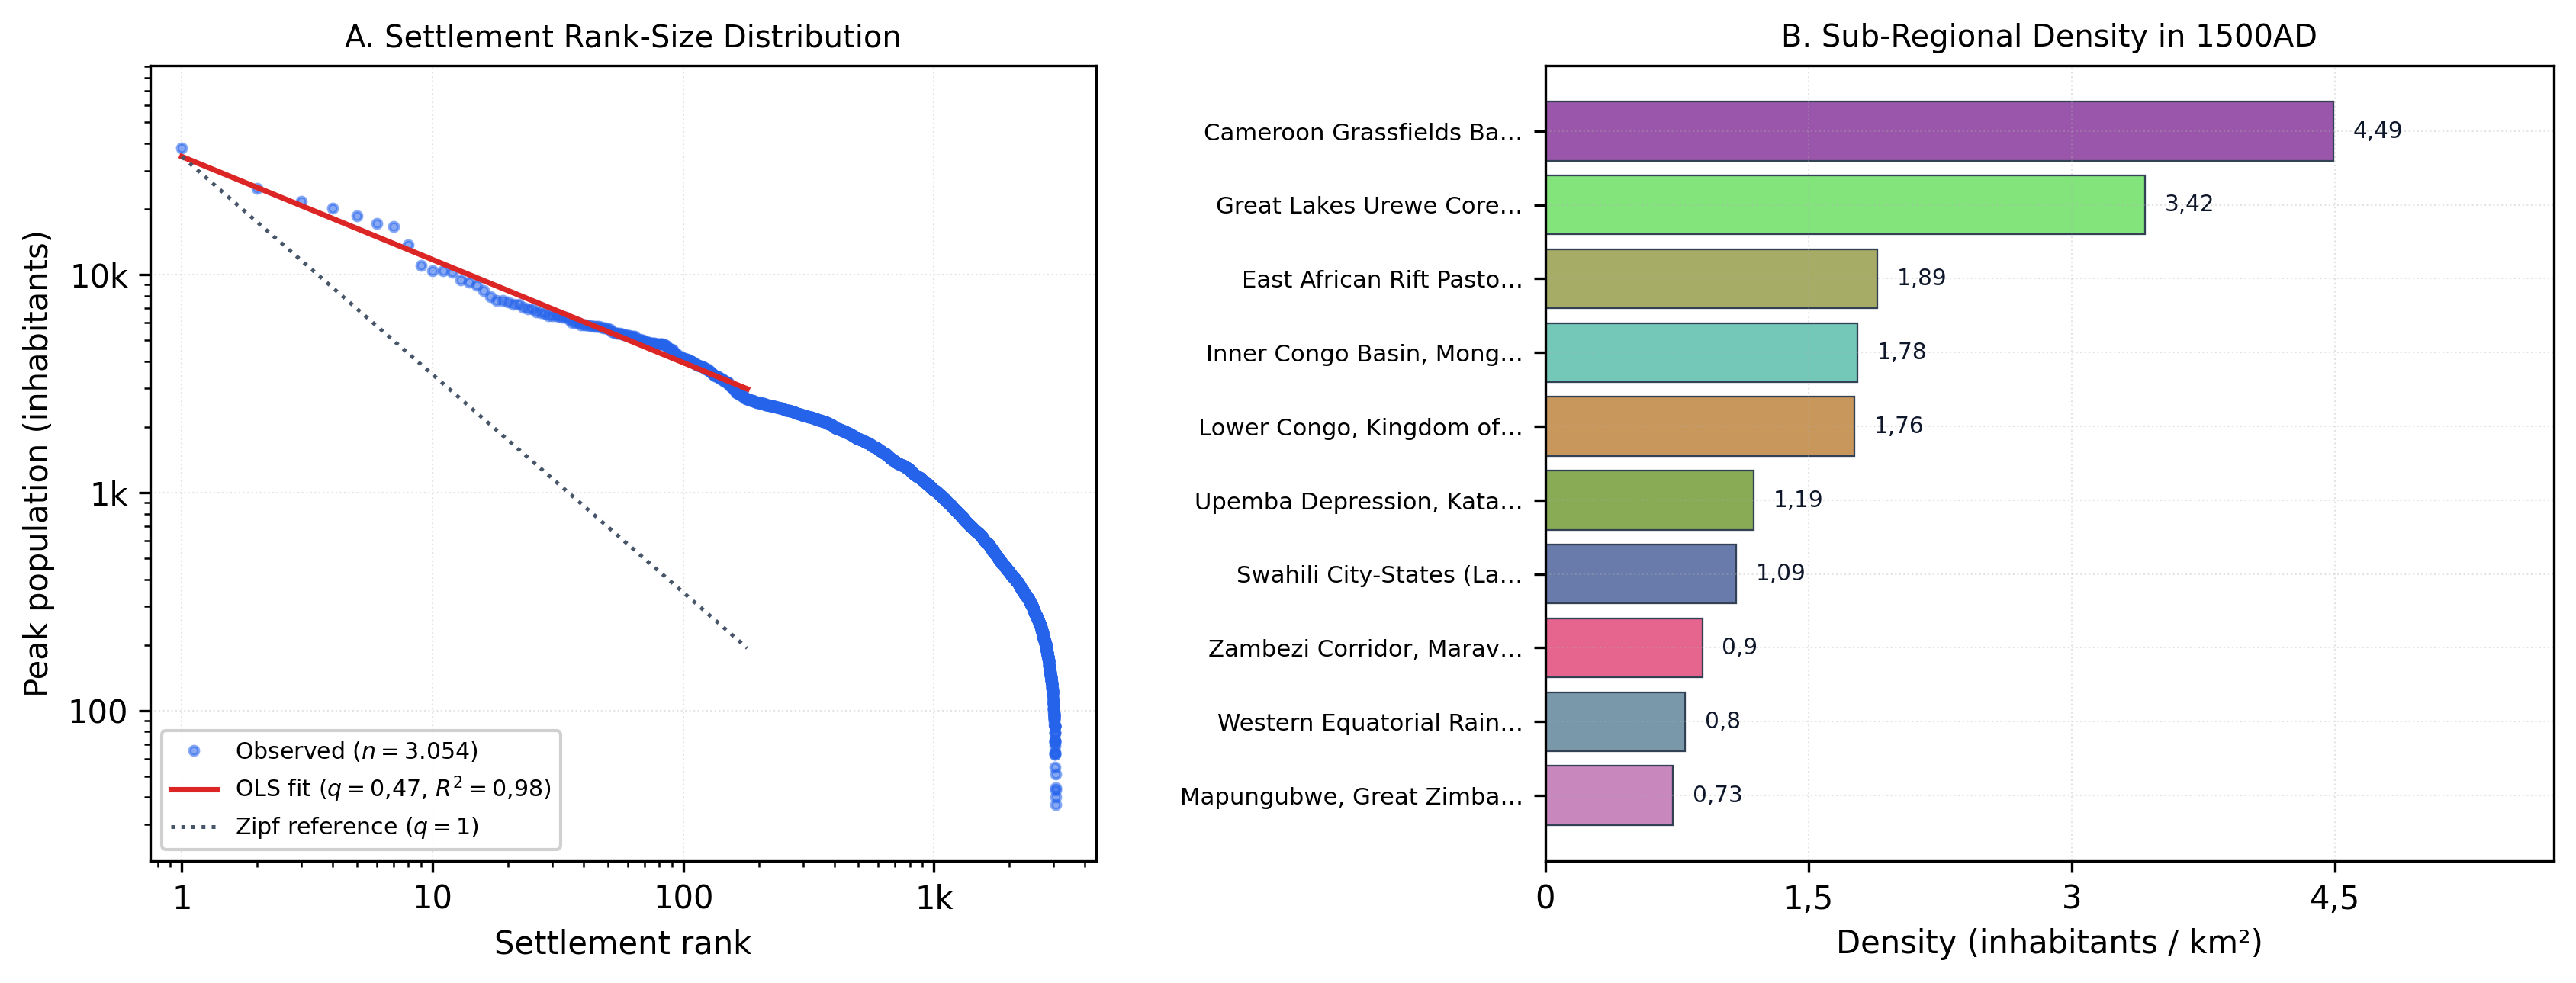 A. Settlement Rank-Size Distribution
Peak population (inhabitants)
10k
1k
100
Observed (n = 3.054)
OLS fit (q = 0,47, R² = 0,98)
Zipf reference (q = 1)
1
10
100
1k
Settlement rank
B. Sub-Regional Density in 1500AD
Cameroon Grassfields Ba... 4,49
Great Lakes Urewe Core... 3,42
East African Rift Pasto... 1,89
Inner Congo Basin, Mong... 1,78
Lower Congo, Kingdom of... 1,76
Upemba Depression, Kata... 1,19
Swahili City-States (La... 1,09
Zambezi Corridor, Marav... 0,9
Western Equatorial Rain... 0,8
Mapungubwe, Great Zimba... 0,73
0
1,5
3
4,5
Density (inhabitants / km²)